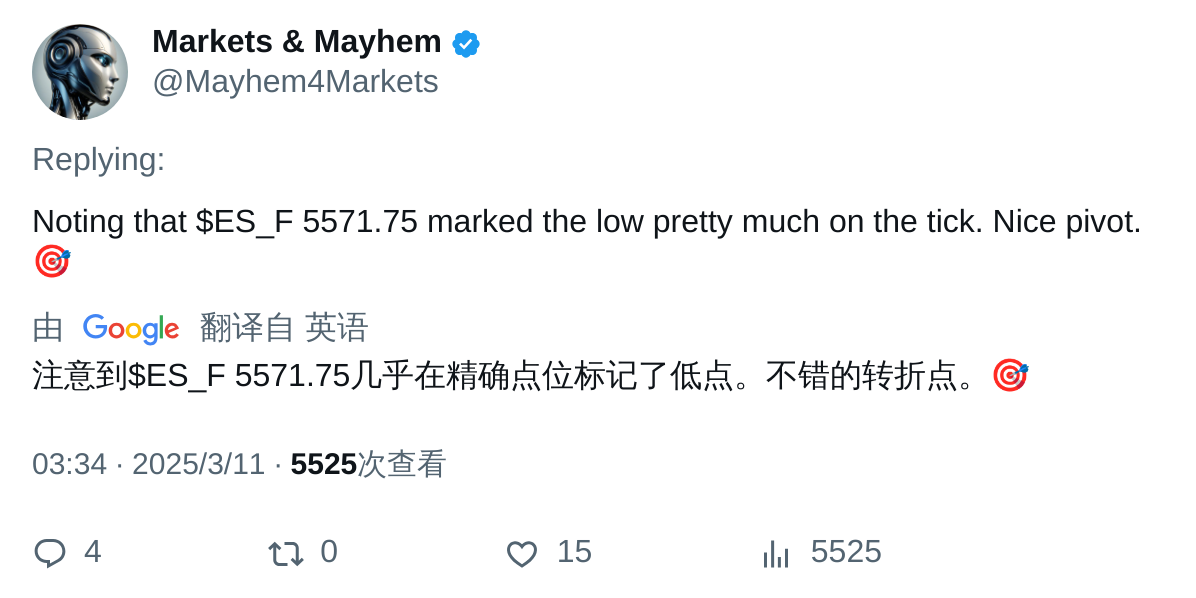 Markets & Mayhem
@Mayhem4Markets
Replying:
Noting that $ES_F 5571.75 marked the low pretty much on the tick. Nice pivot.
🎯
由 Google 翻译自 英语
注意到$ES_F 5571.75几乎在精确点位标记了低点。不错的转折点。🎯
03:34 · 2025/3/11 · 5525次查看
4 0 15 5525